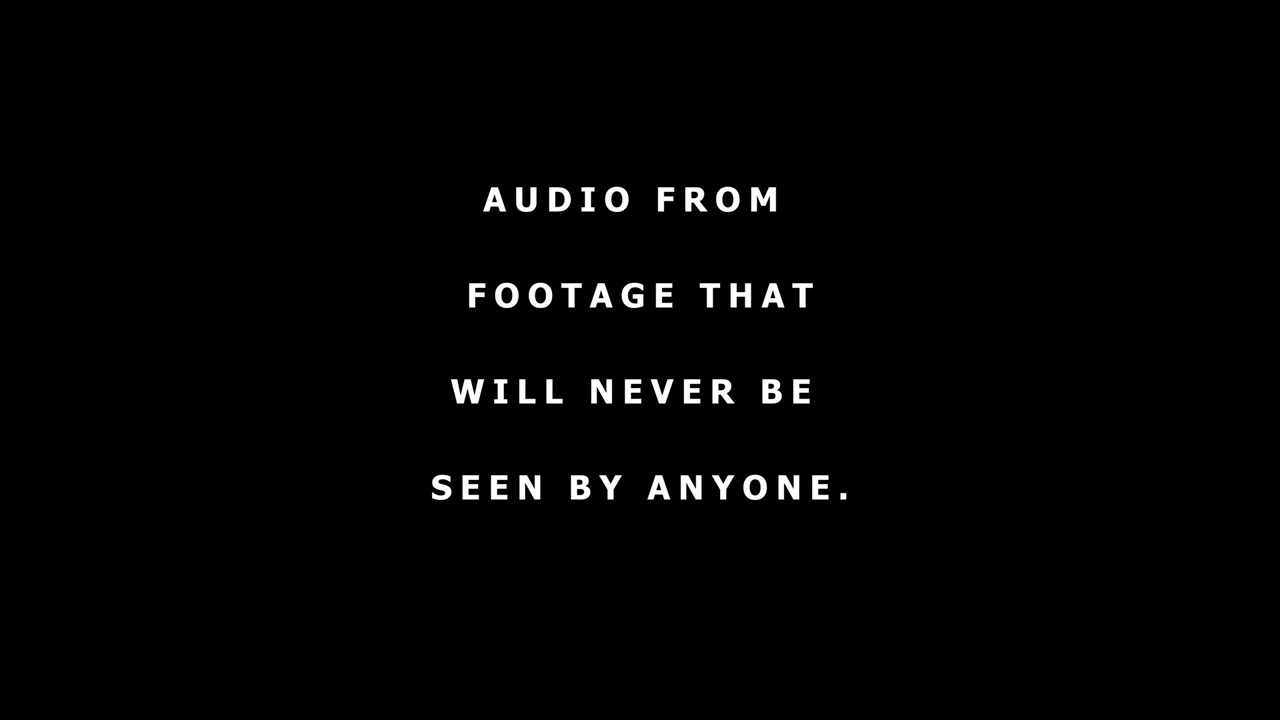 AUDIO FROM
FOOTAGE THAT
WILL NEVER BE
SEEN BY ANYONE.